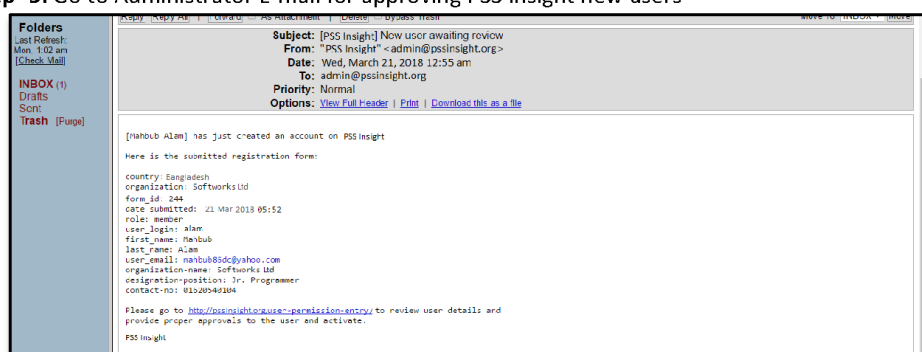 Go to Administrator E-mail for approving PSS Insight new users
Reply Reply All | Forward As Attachment | Delete Bypass Trash Move To: INBOX Move
Folders
Last Refresh:
Mon, 1:02 am
[Check Mail]
INBOX (1)
Drafts
Sent
Trash [Purge]
Subject: [PSS Insight] New user awaiting review
From: "PSS Insight" <admin@pssinsight.org>
Date: Wed, March 21, 2018 12:55 am
To: admin@pssinsight.org
Priority: Normal
Options: View Full Header | Print | Download this as a file
[Mahbub Alam] has just created an account on PSS Insight
Here is the submitted registration form:
country: Bangladesh
organization: Softworks Ltd
form_id: 244
date submitted: 21 Mar 2018 05:52
role: member
user_login: alam
first_name: Mahbub
last_name: Alam
user_email: mahbub86dc@yahoo.com
organization-name: Softworks Ltd
designation-position: Jr. Programmer
contact-no: 01620540104
Please go to http://pssinsight.org/user-permission-entry/ to review user details and
provide proper approvals to the user and activate.
PSS Insight